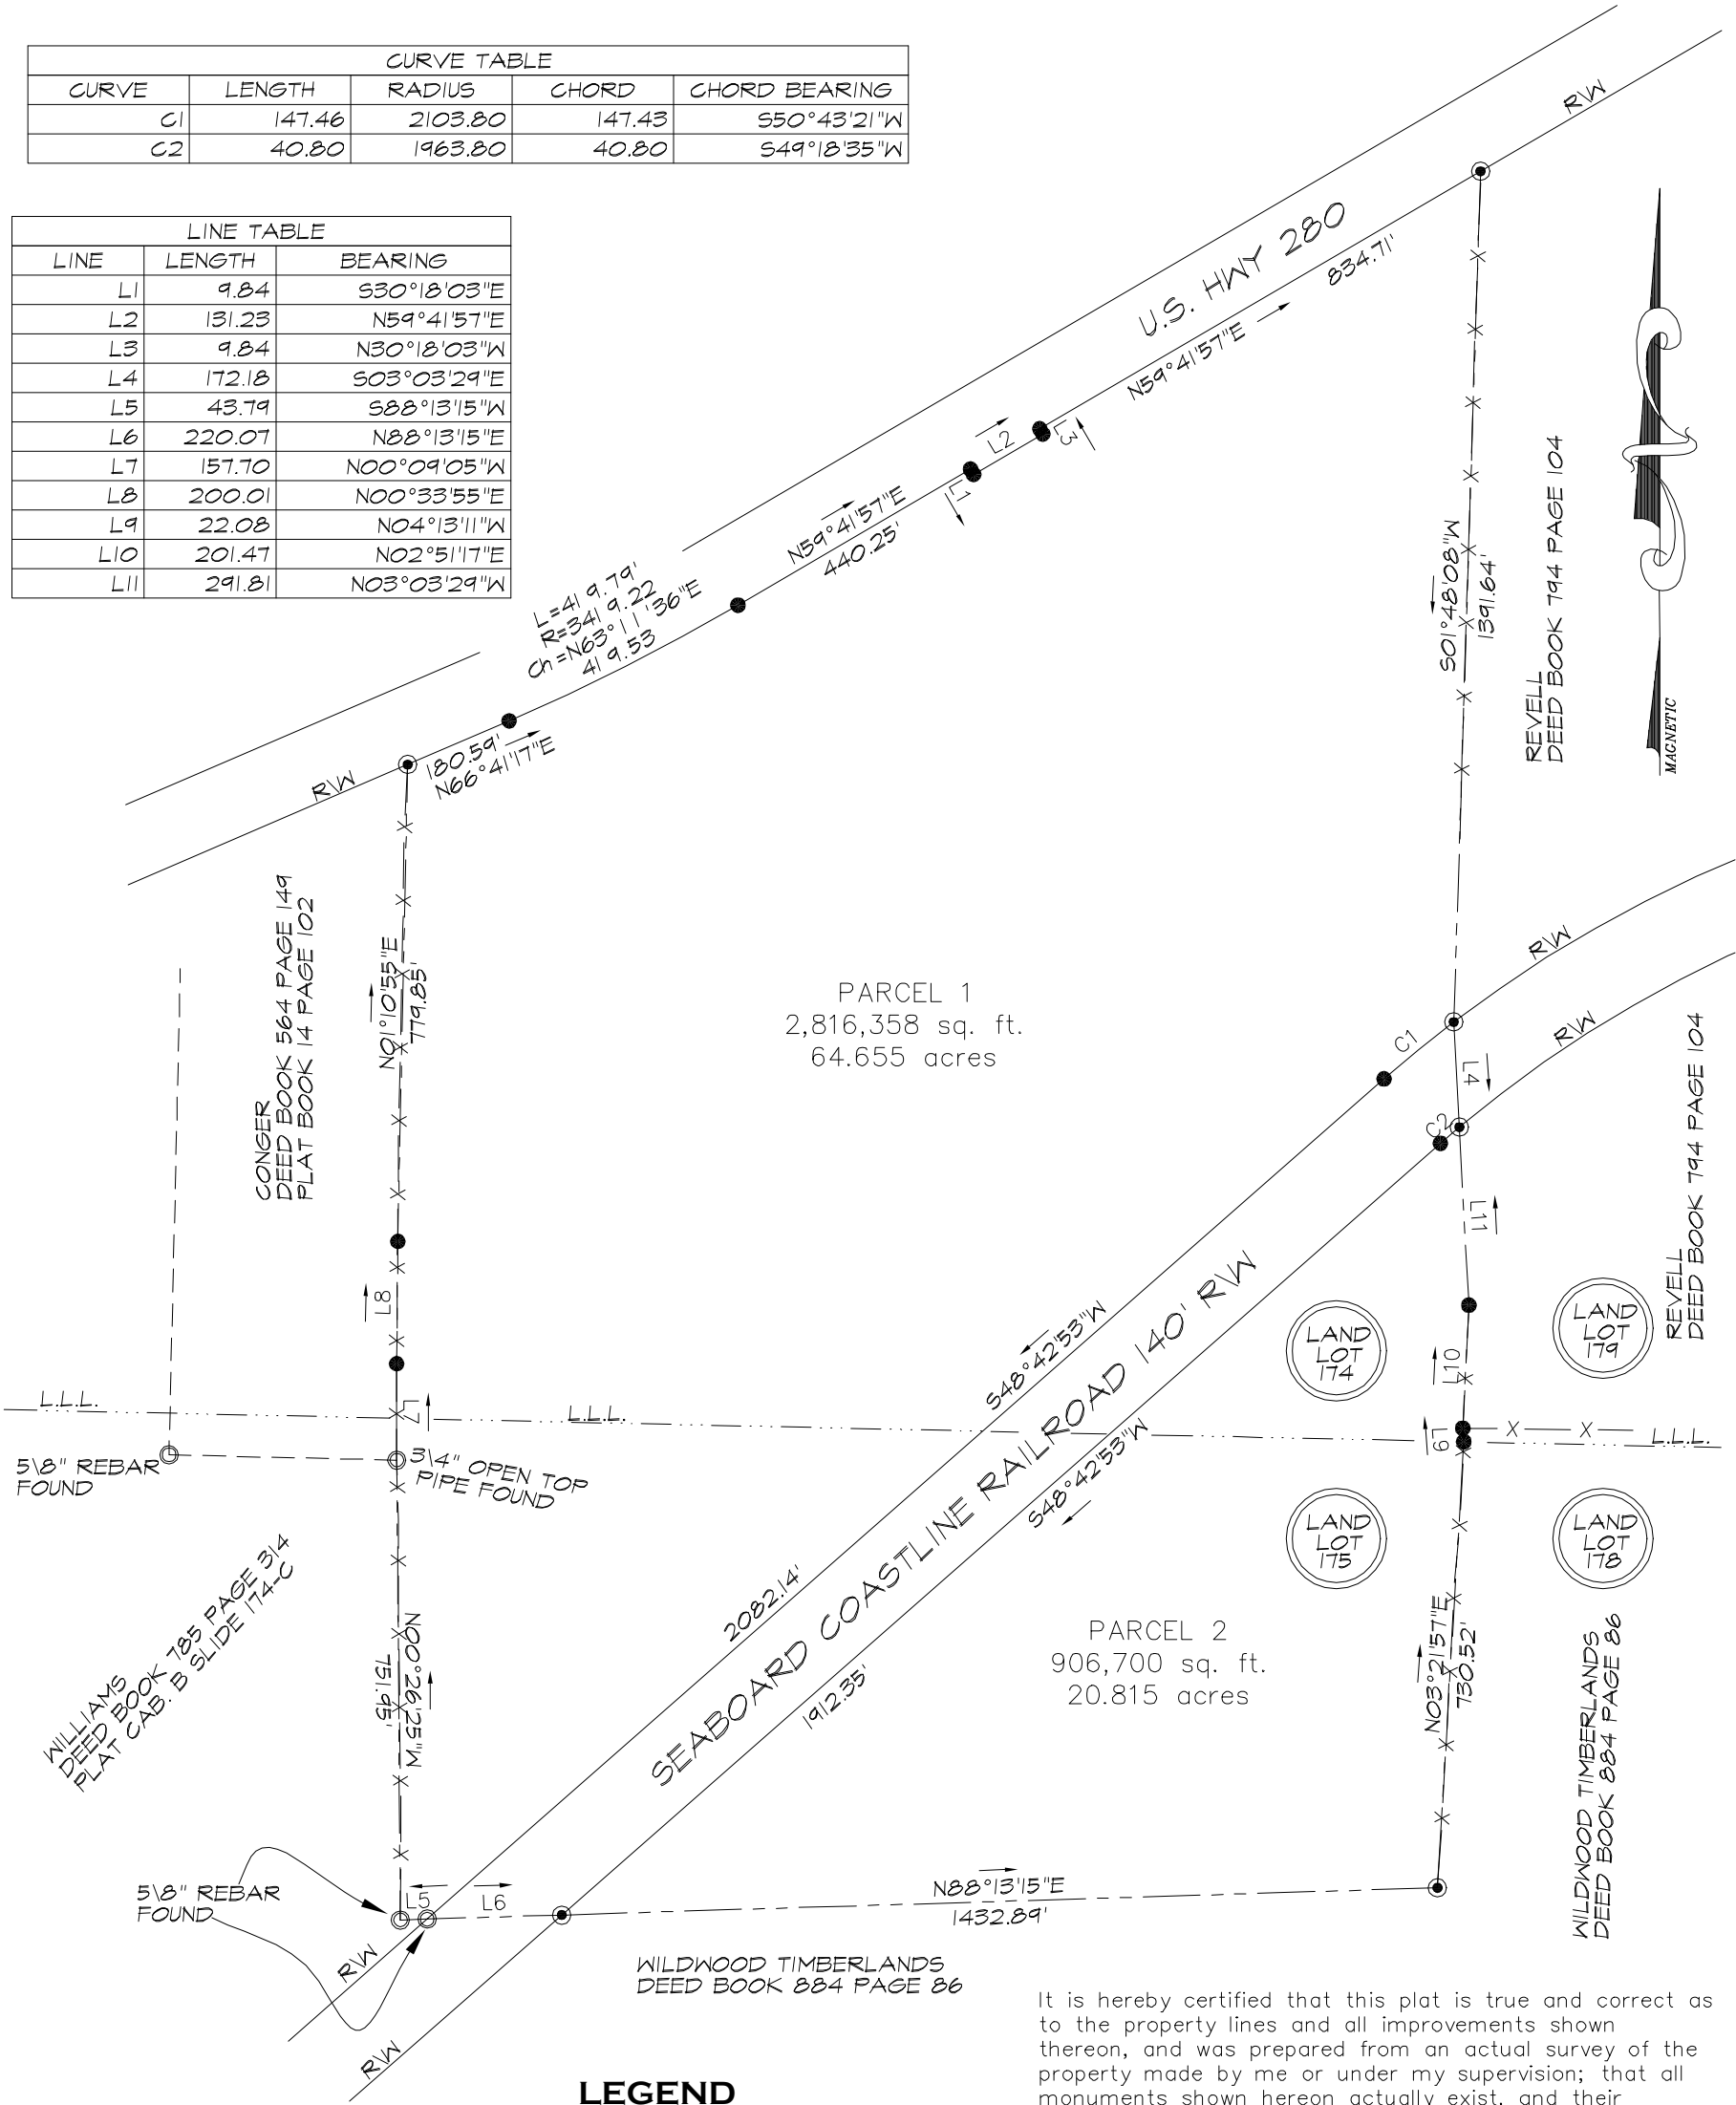 CURVE TABLE
CURVE LENGTH RADIUS CHORD CHORD BEARING
C1 147.46 2103.80 147.43 S50°43'21"W
C2 40.80 1963.80 40.80 S49°18'35"W
LINE TABLE
LINE LENGTH BEARING
L1 9.84 S30°18'03"E
L2 131.23 N59°41'57"E
L3 9.84 N30°18'03"W
L4 172.18 S03°03'29"E
L5 43.79 S88°13'15"W
L6 220.07 N88°13'15"E
L7 157.70 N00°09'05"W
L8 200.01 N00°33'55"E
L9 22.08 N04°13'11"W
L10 201.47 N02°51'17"E
L11 291.81 N03°03'29"W
R\W
U.S. HWY 280
834.71'
N59°41'57"E
L2
L3
L1
N59°41'57"E
440.25'
L=419.79'
R=3419.22
Ch=N63°11'36"E
419.53
180.59'
N66°41'17"E
R\W
S01°48'08"W
1391.64'
REVELL
DEED BOOK 794 PAGE 104
MAGNETIC
CONGER
DEED BOOK 564 PAGE 149
PLAT BOOK 14 PAGE 102
N01°10'55"E
779.85'
PARCEL 1
2,816,358 sq. ft.
64.655 acres
R\W
C1
R\W
L4
C2
L11
REVELL
DEED BOOK 794 PAGE 104
L8
S48°42'53"W
SEABOARD COASTLINE RAILROAD 140' R\W
LAND
LOT
174
LAND
LOT
179
L10
L.L.L.
L7
L.L.L.
L9
L.L.L.
5\8" REBAR
FOUND
3\4" OPEN TOP
PIPE FOUND
S48°42'53"W
LAND
LOT
175
LAND
LOT
178
WILLIAMS
DEED BOOK 785 PAGE 314
PLAT CAB. B SLIDE 174-C
N00°26'25"W
751.95'
2082.14'
1912.35'
PARCEL 2
906,700 sq. ft.
20.815 acres
N03°21'57"E
730.52'
WILDWOOD TIMBERLANDS
DEED BOOK 884 PAGE 86
5\8" REBAR
FOUND
L5
L6
N88°13'15"E
1432.89'
R\W
R\W
WILDWOOD TIMBERLANDS
DEED BOOK 884 PAGE 86
It is hereby certified that this plat is true and correct as
to the property lines and all improvements shown
thereon, and was prepared from an actual survey of the
property made by me or under my supervision; that all
monuments shown hereon actually exist, and their
LEGEND